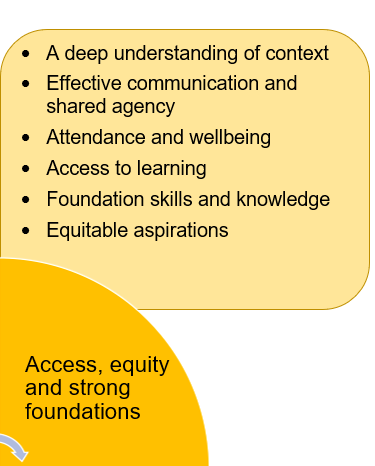 • A deep understanding of context
• Effective communication and
shared agency
• Attendance and wellbeing
• Access to learning
• Foundation skills and knowledge
• Equitable aspirations
Access, equity
and strong
foundations